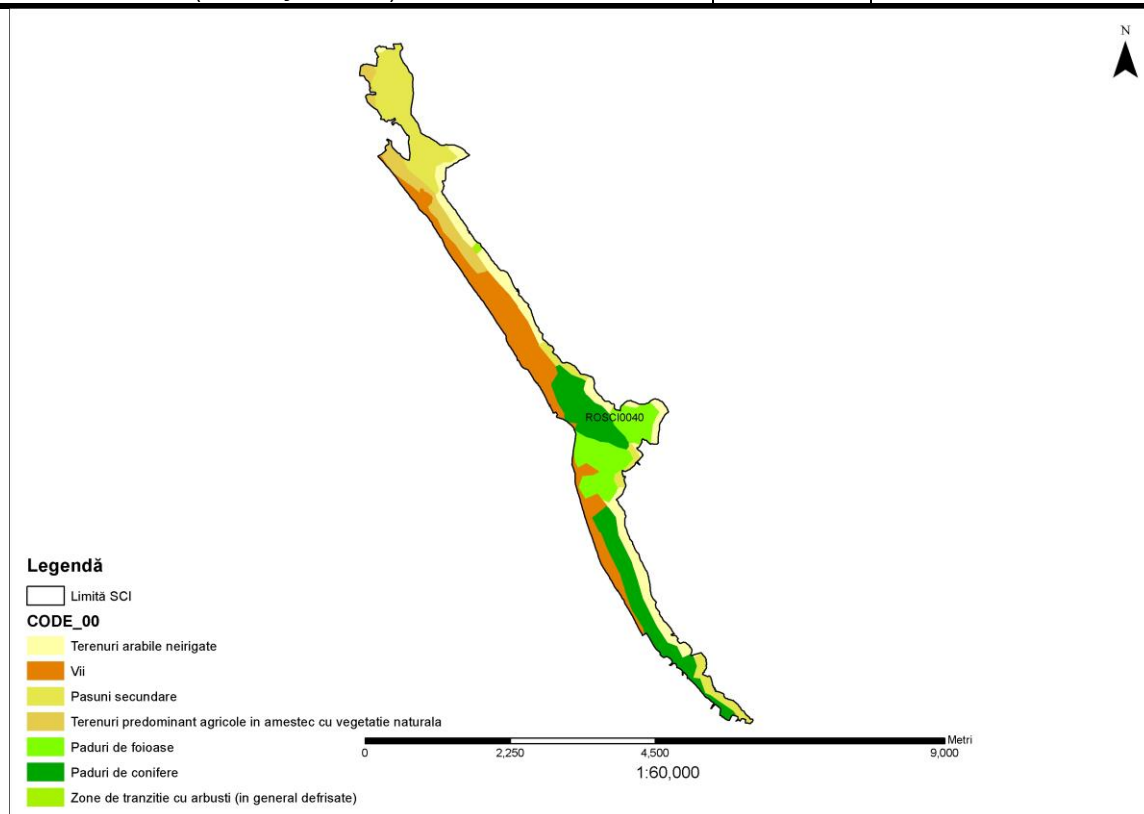 N
ROSCI0040
Legendă
Limită SCI
CODE_00
Terenuri arabile neirigate
Vii
Pasuni secundare
Terenuri predominant agricole in amestec cu vegetatie naturala
Paduri de foioase
Paduri de conifere
Zone de tranzitie cu arbusti (in general defrisate)
Metri
0 2,250 4,500 9,000
1:60,000